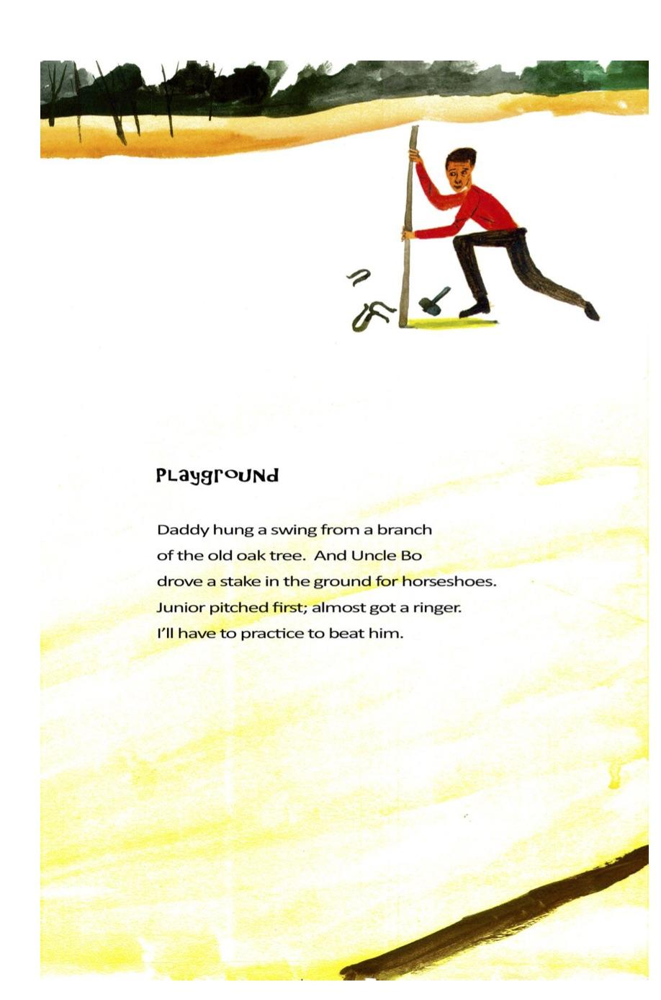 Playground
Daddy hung a swing from a branch
of the old oak tree.  And Uncle Bo
drove a stake in the ground for horseshoes.
Junior pitched first; almost got a ringer.
I'll have to practice to beat him.